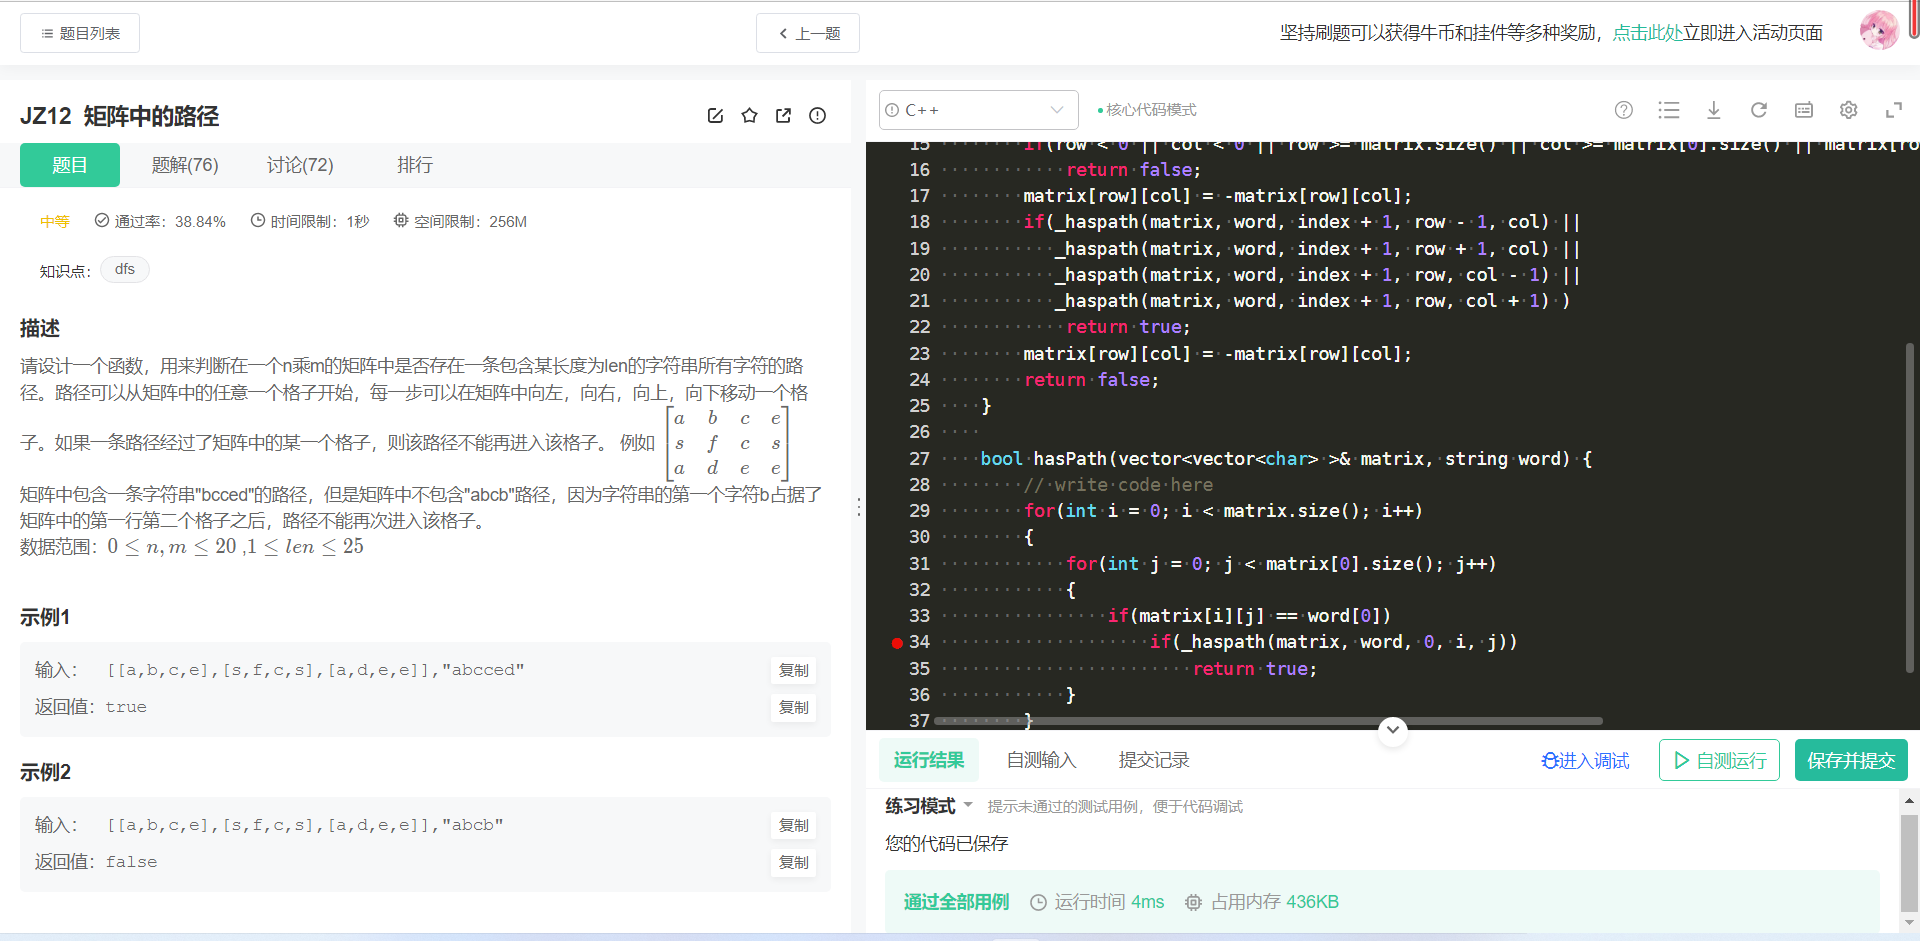 题目列表
上一题
坚持刷题可以获得牛币和挂件等多种奖励，点击此处立即进入活动页面
JZ12 矩阵中的路径
题目 题解(76) 讨论(72) 排行
中等 通过率：38.84% 时间限制：1秒 空间限制：256M
知识点： dfs
描述
请设计一个函数，用来判断在一个n乘m的矩阵中是否存在一条包含某长度为len的字符串所有字符的路
径。路径可以从矩阵中的任意一个格子开始，每一步可以在矩阵中向左，向右，向上，向下移动一个格
子。如果一条路径经过了矩阵中的某一个格子，则该路径不能再进入该格子。 例如
a b c e
s f c s
a d e e
矩阵中包含一条字符串"bcced"的路径，但是矩阵中不包含"abcb"路径，因为字符串的第一个字符b占据了
矩阵中的第一行第二个格子之后，路径不能再次进入该格子。
数据范围：0 ≤ n, m ≤ 20 ,1 ≤ len ≤ 25
示例1
输入： [[a,b,c,e],[s,f,c,s],[a,d,e,e]],"abcced" 复制
返回值：true 复制
示例2
输入： [[a,b,c,e],[s,f,c,s],[a,d,e,e]],"abcb" 复制
返回值：false 复制
C++ 核心代码模式
15 if(row < 0 || col < 0 || row >= matrix.size() || col >= matrix[0].size() || matrix[ro
16 return false;
17 matrix[row][col] = -matrix[row][col];
18 if(_haspath(matrix, word, index + 1, row - 1, col) ||
19 _haspath(matrix, word, index + 1, row + 1, col) ||
20 _haspath(matrix, word, index + 1, row, col - 1) ||
21 _haspath(matrix, word, index + 1, row, col + 1) )
22 return true;
23 matrix[row][col] = -matrix[row][col];
24 return false;
25 }
26
27 bool hasPath(vector<vector<char> >& matrix, string word) {
28 // write code here
29 for(int i = 0; i < matrix.size(); i++)
30 {
31 for(int j = 0; j < matrix[0].size(); j++)
32 {
33 if(matrix[i][j] == word[0])
34 if(_haspath(matrix, word, 0, i, j))
35 return true;
36 }
37 }
运行结果 自测输入 提交记录 进入调试 自测运行 保存并提交
练习模式 提示未通过的测试用例，便于代码调试
您的代码已保存
通过全部用例 运行时间 4ms 占用内存 436KB